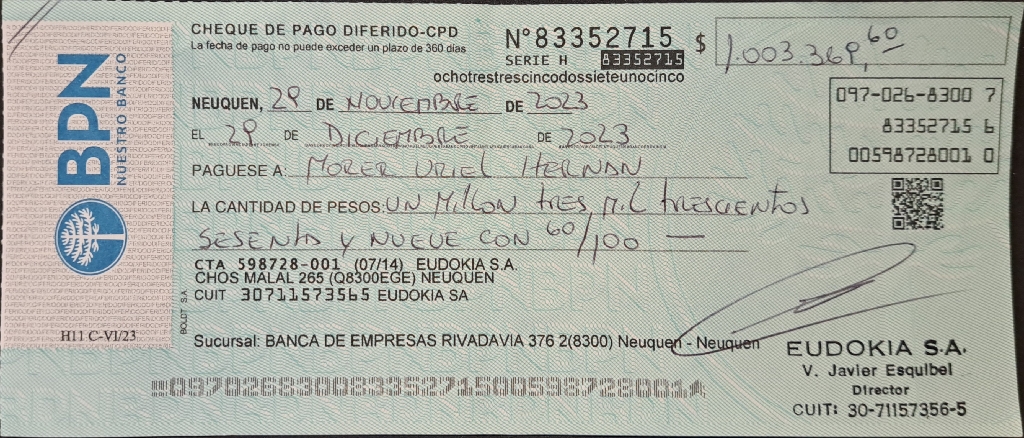 CHEQUE DE PAGO DIFERIDO-CPD
La fecha de pago no puede exceder un plazo de 360 días
N°83352715
SERIE H 83352715
ochotrestrescincodossieteunocinco
$ 1.003.369,60
BPN
NUESTRO BANCO
NEUQUEN, 29 DE NOVIEMBRE DE 2023
EL 29 DE DICIEMBRE DE 2023
097-026-8300 7
83352715 6
00598728001 0
PAGUESE A: MORER URIEL HERNAN
LA CANTIDAD DE PESOS: UN MILLON TRES MIL TRESCIENTOS
SESENTA Y NUEVE CON 60/100 —
CTA 598728-001 (07/14) EUDOKIA S.A.
CHOS MALAL 265 (Q8300EGE) NEUQUEN
CUIT 30711573565 EUDOKIA SA
BOLDT S.A
H11 C-VI/23
Sucursal: BANCA DE EMPRESAS RIVADAVIA 376 2(8300) Neuquen - Neuquen
EUDOKIA S.A.
V. Javier Esquibel
Director
CUIT: 30-71157356-5
097026830083352715005987280014